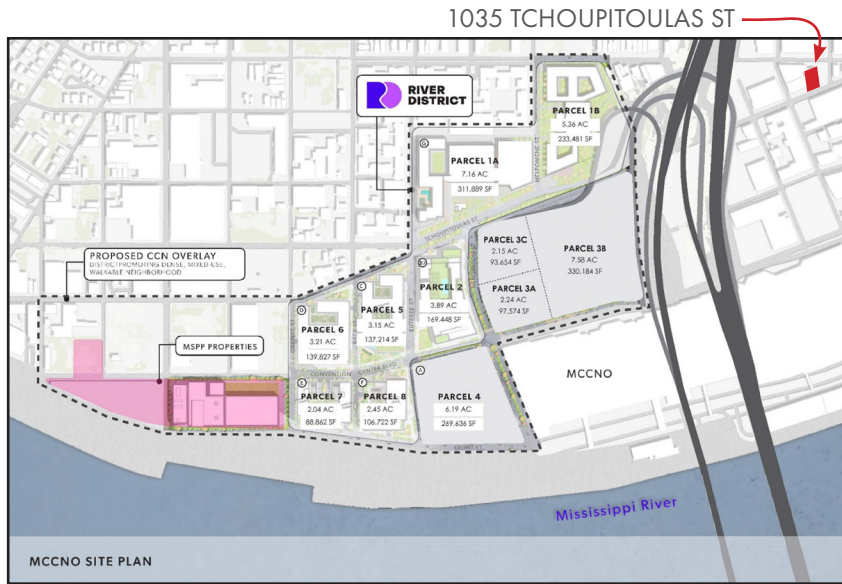 1035 TCHOUPITOULAS ST
RIVER
DISTRICT
PARCEL 1B
5.36 AC
233,481 SF
MELPOMENE ST
G
PARCEL 1A
7.16 AC
311,889 SF
TCHOUPITOULAS ST
PARCEL 3C
2.15 AC
93,654 SF
PARCEL 3B
7.58 AC
330,184 SF
PARCEL 3A
2.24 AC
97,574 SF
PROPOSED CCN OVERLAY
DISTRICT PROMOTING DENSE, MIXED USE,
WALKABLE NEIGHBORHOOD
PARCEL 2
3.89 AC
169,448 SF
EUTERPE ST
C
PARCEL 5
3.15 AC
137,214 SF
RACE ST
D
PARCEL 6
3.21 AC
139,827 SF
MSPP PROPERTIES
CONVENTION CENTER BLVD
MCCNO
E
PARCEL 7
2.04 AC
88,862 SF
F
PARCEL 8
2.45 AC
106,722 SF
A
PARCEL 4
6.19 AC
269,636 SF
Mississippi River
MCCNO SITE PLAN